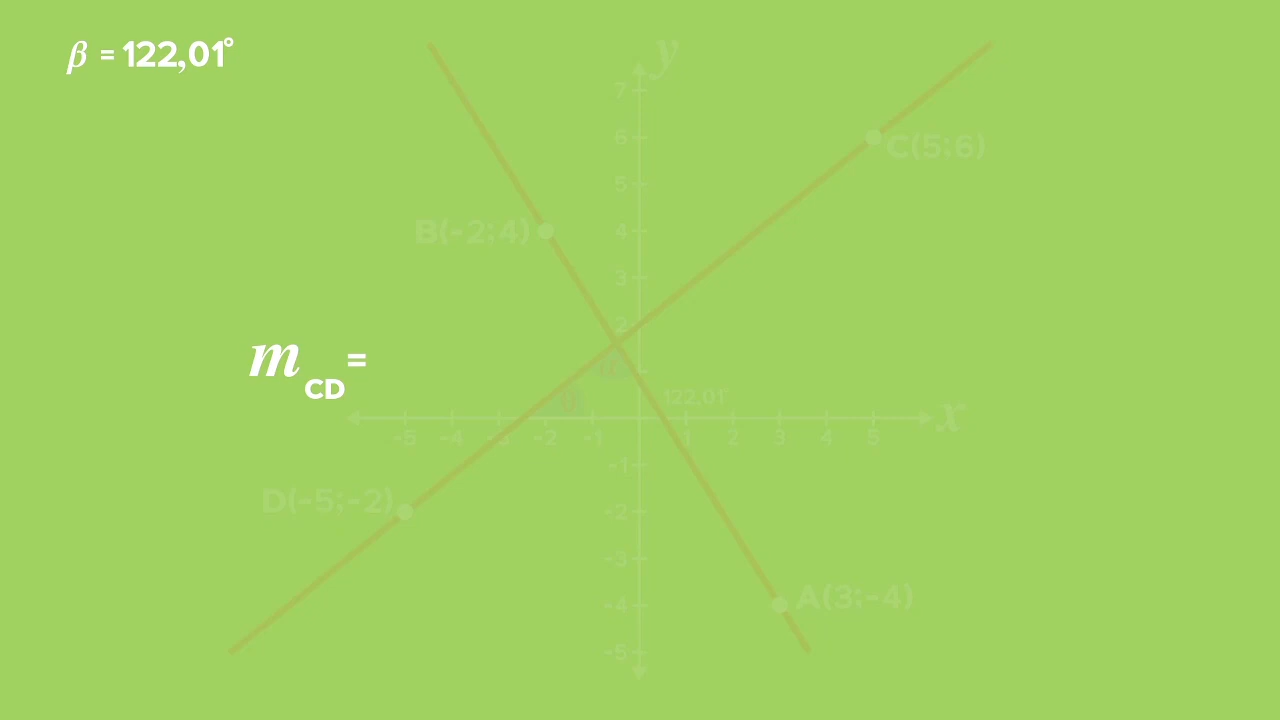 β = 122,01°
y
7
6
C(5;6)
5
B(-2;4)
4
3
2
m CD =
122,01°
x
-5 -4 -3 -2 -1 1 2 3 4 5
-1
D(-5;-2)
-2
-3
A(3;-4)
-4
-5